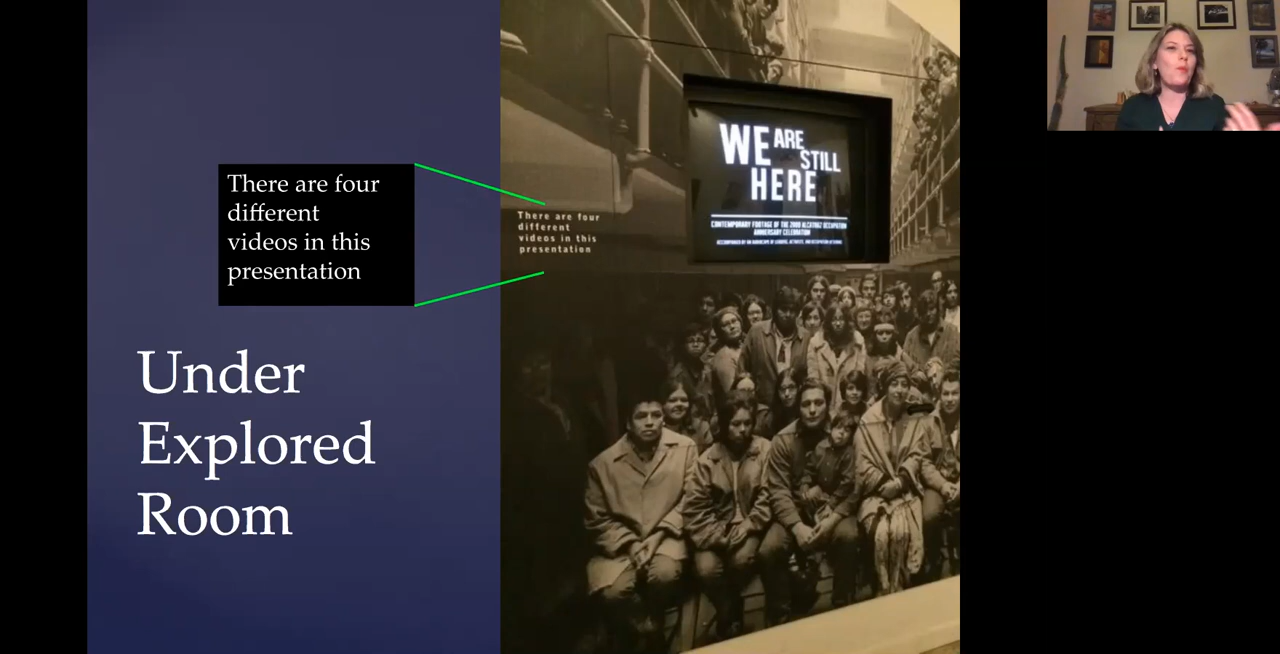 There are four
different
videos in this
presentation
Under
Explored
Room
There are four
different
videos in this
presentation
WE ARE
STILL
HERE
CONTEMPORARY FOOTAGE OF THE 2009 ALCATRAZ OCCUPATION
ANNIVERSARY CELEBRATION